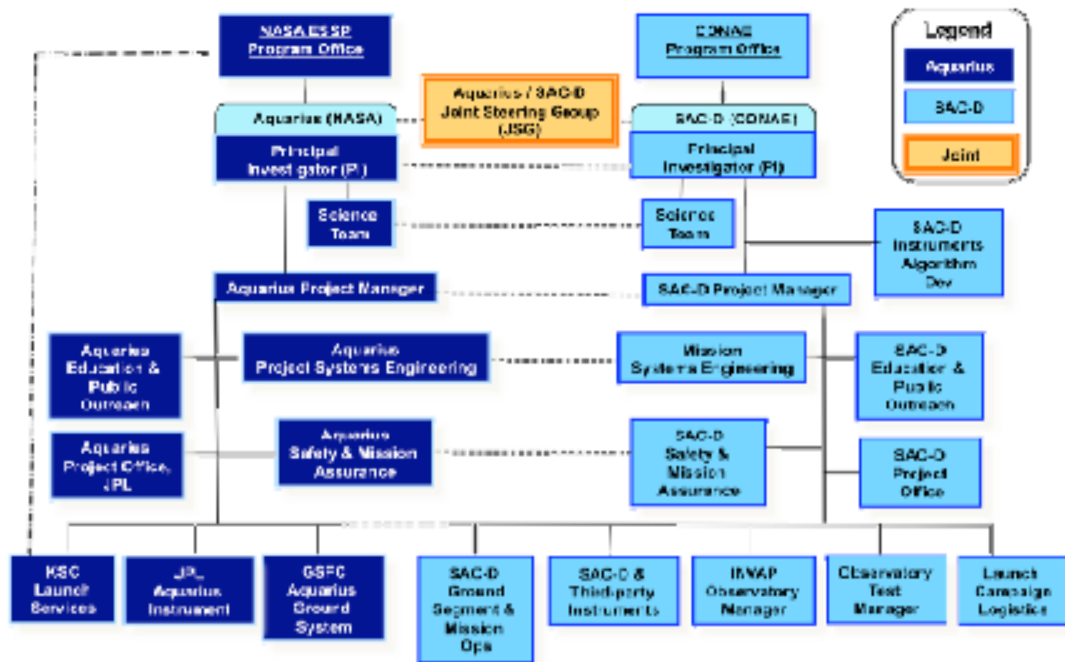 NASA ESSP
Program Office
CONAE
Program Office
Legend
Aquarius
SAC-D
Joint
Aquarius / SAC-D
Joint Steering Group
(JSG)
Aquarius (NASA)
SAC-D (CONAE)
Principal
Investigator (PI)
Principal
Investigator (PI)
Science
Team
Science
Team
SAC-D
Instruments
Algorithm
Dev
Aquarius Project Manager
SAC-D Project Manager
Aquarius
Education &
Public
Outreach
Aquarius
Project Systems Engineering
Mission
Systems Engineering
SAC-D
Education &
Public
Outreach
Aquarius
Project Office,
JPL
Aquarius
Safety & Mission
Assurance
SAC-D
Safety &
Mission
Assurance
SAC-D
Project
Office
KSC
Launch
Services
JPL
Aquarius
Instrument
GSFC
Aquarius
Ground
System
SAC-D
Ground
Segment &
Mission
Ops
SAC-D &
Third-party
Instruments
INVAP
Observatory
Manager
Observatory
Test
Manager
Launch
Campaign
Logistics